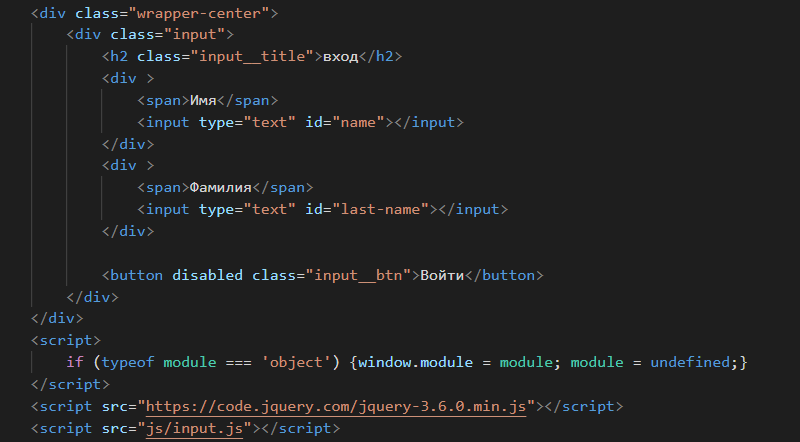 <div class="wrapper-center">
<div class="input">
<h2 class="input__title">вход</h2>
<div >
<span>Имя</span>
<input type="text" id="name"></input>
</div>
<div >
<span>Фамилия</span>
<input type="text" id="last-name"></input>
</div>
<button disabled class="input__btn">Войти</button>
</div>
</div>
<script>
if (typeof module === 'object') {window.module = module; module = undefined;}
</script>
<script src="https://code.jquery.com/jquery-3.6.0.min.js"></script>
<script src="js/input.js"></script>